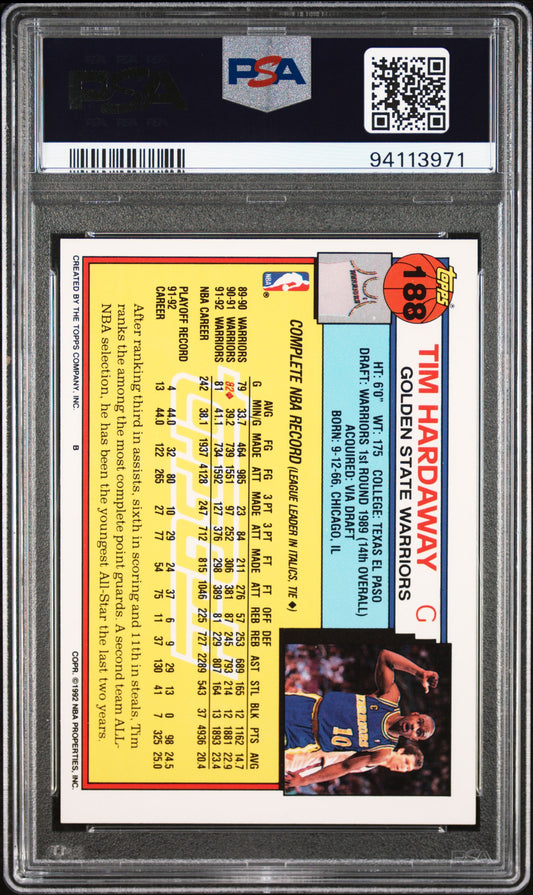 PSA
PSA
94113971
TOPPS®
188
WARRIORS
TIM HARDAWAY G
GOLDEN STATE WARRIORS
HT: 6'0" WT: 175 COLLEGE: TEXAS EL PASO
DRAFT: WARRIORS 1ST ROUND 1989 (14th OVERALL)
ACQUIRED: VIA DRAFT
BORN: 9-12-66, CHICAGO, IL
WARRIORS
10
C
NBA ®
COMPLETE NBA RECORD (LEAGUE LEADER IN ITALICS, TIE ◆)
AVG FG FG 3 PT 3 PT FT FT OFF DEF
G MIN/G MADE ATT MADE ATT MADE ATT REB REB AST STL BLK PTS AVG
89-90 WARRIORS 79 33.7 464 985 23 84 211 276 57 253 689 165 12 1162 14.7
90-91 WARRIORS 82◆ 39.2 739 1551 97 252 306 381 87 245 793 214 12 1881 22.9
91-92 WARRIORS 81 41.1 734 1592 127 376 298 389 81 229 807 164 13 1893 23.4
NBA CAREER 242 38.1 1937 4128 247 712 815 1046 225 727 2289 543 37 4936 20.4
PLAYOFF RECORD
91-92 4 44.0 32 80 10 29 24 37 6 9 29 13 0 98 24.5
CAREER 13 44.0 122 265 27 77 54 75 11 37 130 41 7 325 25.0
After ranking third in assists, sixth in scoring and 11th in steals, Tim
ranks the among the most complete point guards. A second team ALL-
NBA selection, he has been the youngest All-Star the last two years.
CREATED BY THE TOPPS COMPANY, INC. B COPR. ©1992 NBA PROPERTIES, INC.
PSA